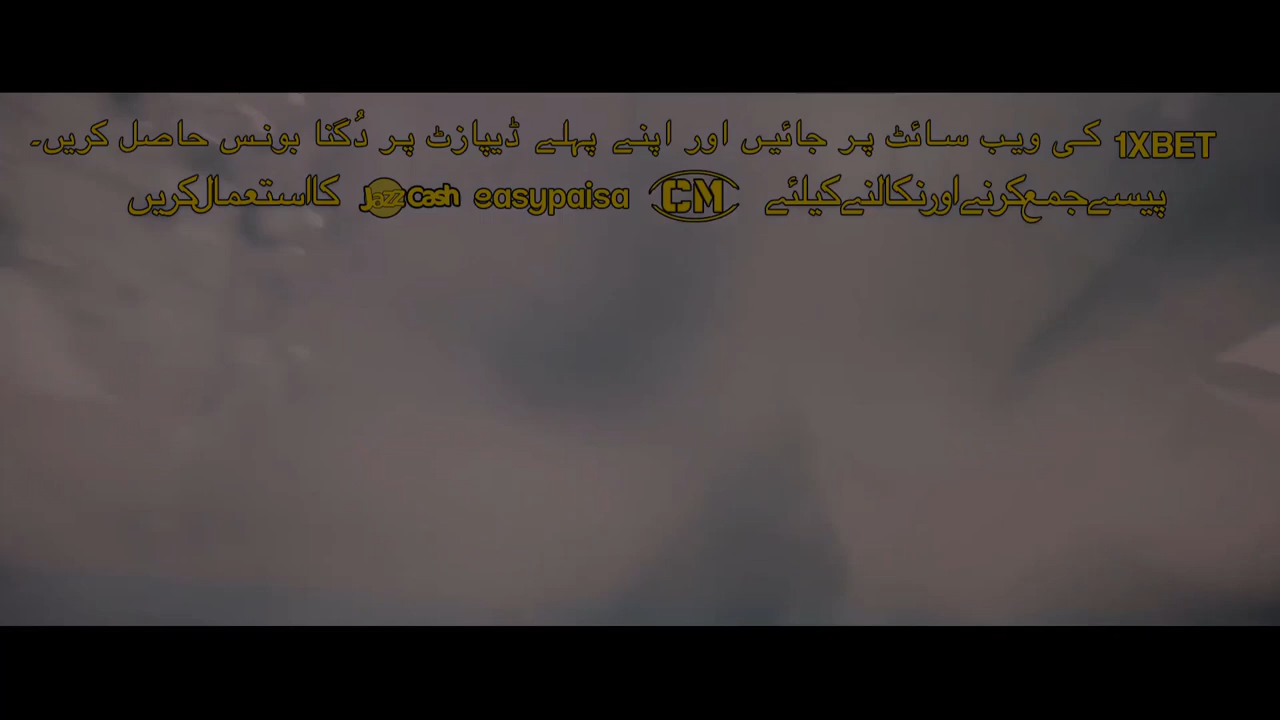 1XBET کی ویب سائٹ پر جائیں اور اپنے پہلے ڈیپازٹ پر دُگنا بونس حاصل کریں۔
پیسے جمع کرنے اور نکالنے کیلئے CM easypaisa JazzCash کا استعمال کریں